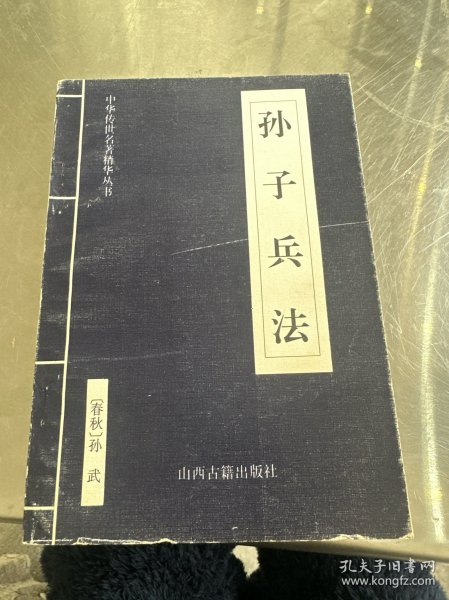 孙子兵法
中华传世名著精华丛书
〔春秋〕孙 武
山西古籍出版社
孔夫子旧书网
www.kongfz.com